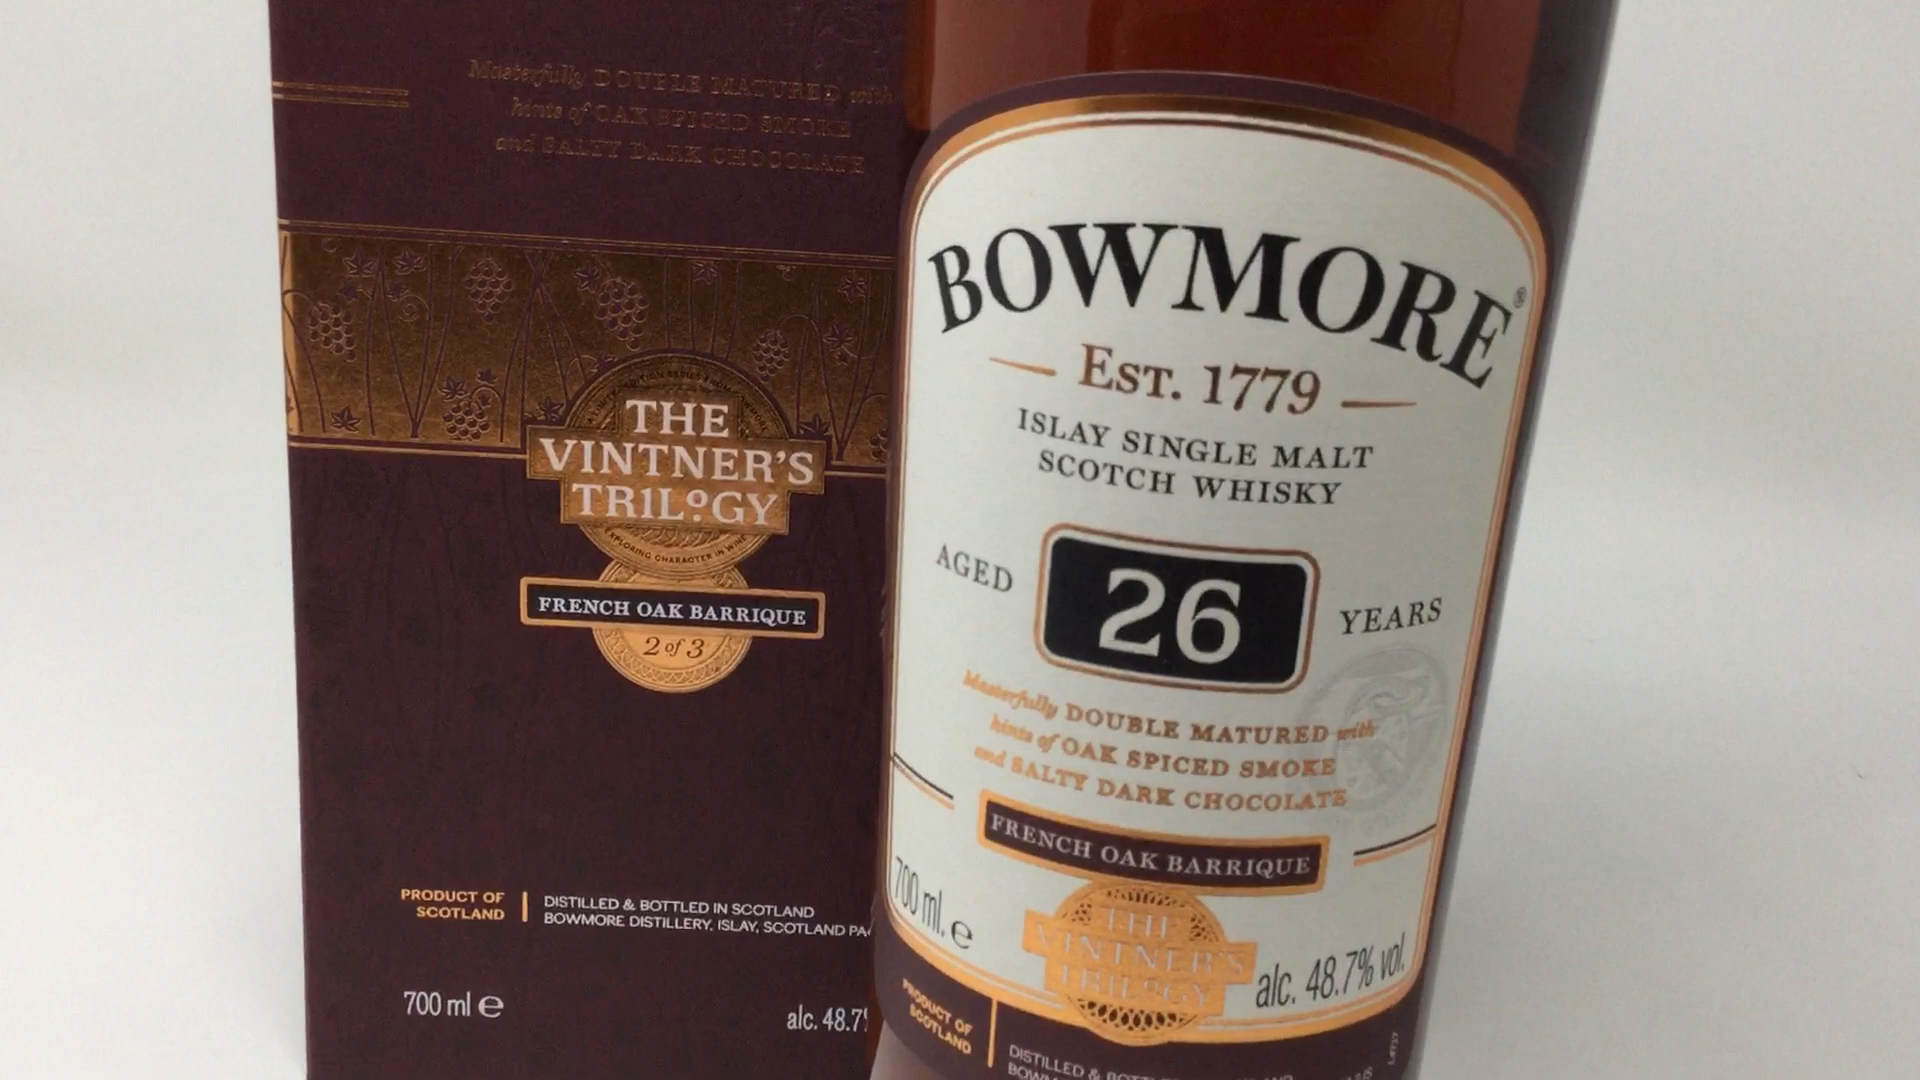 Masterfully DOUBLE MATURED with
hints of OAK SPICED SMOKE
and SALTY DARK CHOCOLATE
THE
VINTNER'S
TRILOGY
EXPLORING CHARACTER IN WINE
FRENCH OAK BARRIQUE
2 of 3
PRODUCT OF
SCOTLAND
DISTILLED & BOTTLED IN SCOTLAND
BOWMORE DISTILLERY, ISLAY, SCOTLAND
700 ml e
alc. 48.7
BOWMORE®
EST. 1779
ISLAY SINGLE MALT
SCOTCH WHISKY
AGED 26 YEARS
Masterfully DOUBLE MATURED with
hints of OAK SPICED SMOKE
and SALTY DARK CHOCOLATE
FRENCH OAK BARRIQUE
700 ml. e
THE
VINTNER'S
TRILOGY
alc. 48.7% vol.
PRODUCT OF
SCOTLAND
DISTILLED &